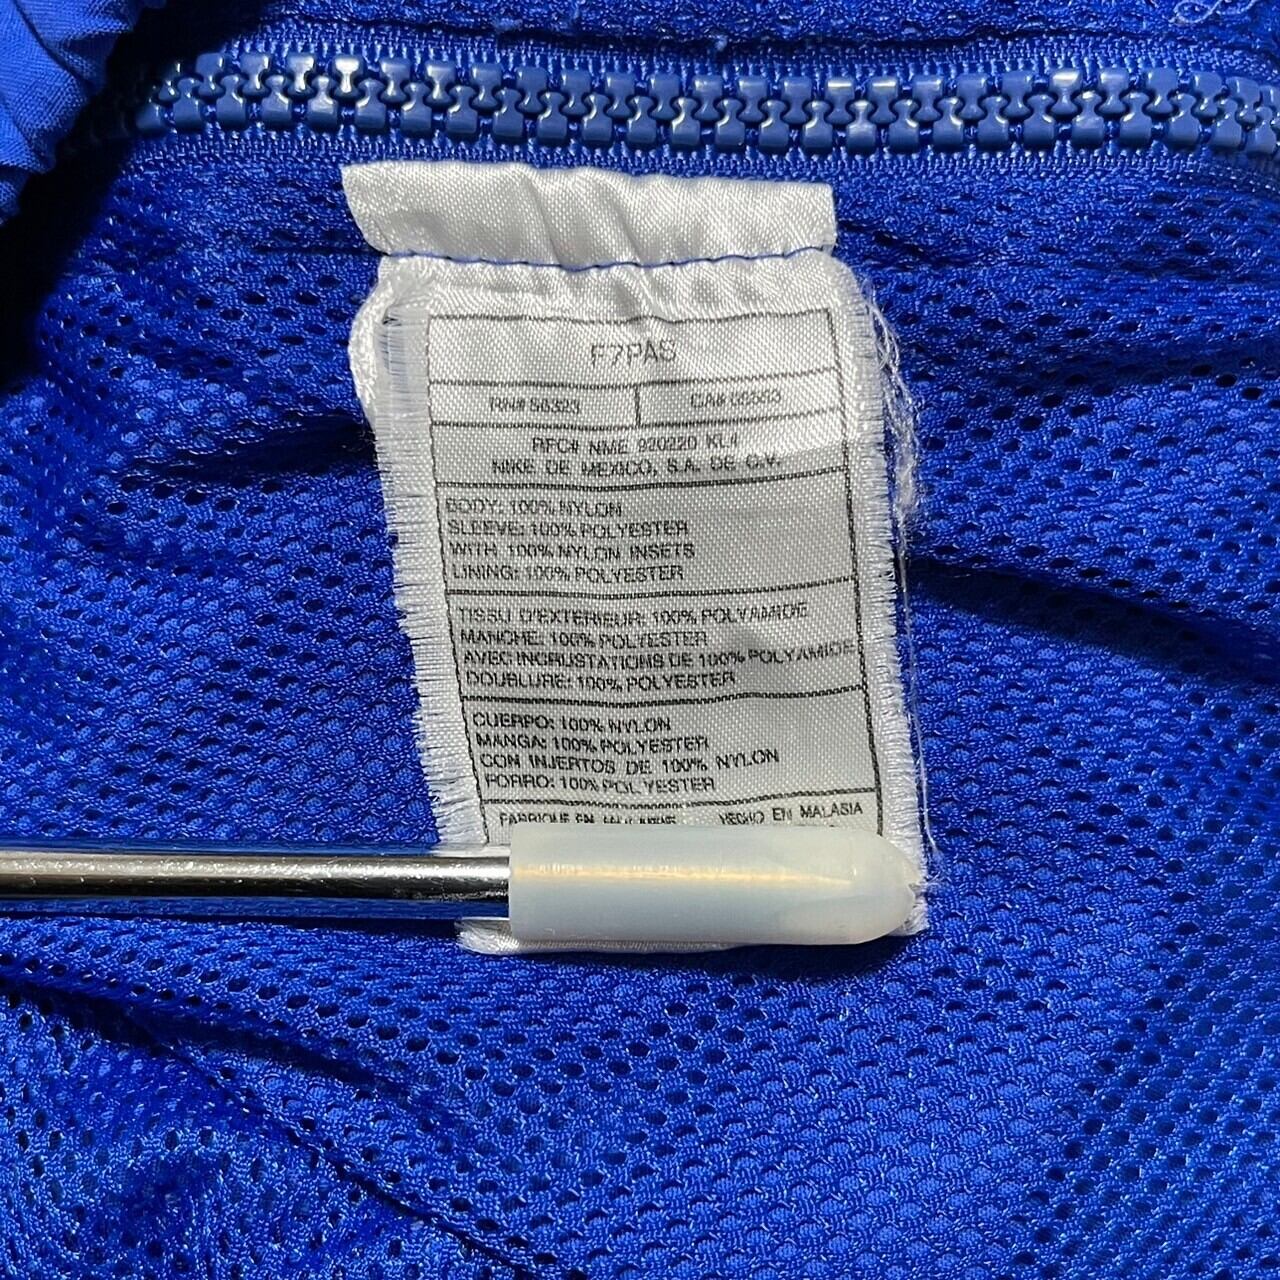 F7PAS
RN# 56323 CA# 05553
RFC# NME 920220 KL4
NIKE DE MEXICO, S.A. DE C.V.
BODY: 100% NYLON
SLEEVE: 100% POLYESTER
WITH 100% NYLON INSETS
LINING: 100% POLYESTER
TISSU D'EXTERIEUR: 100% POLYAMIDE
MANCHE: 100% POLYESTER
AVEC INCRUSTATIONS DE 100% POLYAMIDE
DOUBLURE: 100% POLYESTER
CUERPO: 100% NYLON
MANGA: 100% POLYESTER
CON INJERTOS DE 100% NYLON
FORRO: 100% POLYESTER
FABRIQUE EN HECHO EN MALASIA